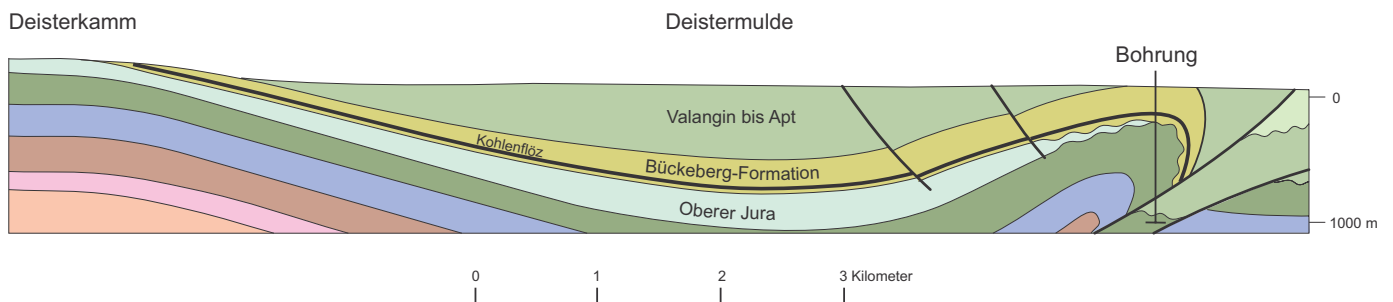 Deisterkamm
Deistermulde
Bohrung
0
Valangin bis Apt
Kohlenflöz
Bückeberg-Formation
Oberer Jura
1000 m
0
1
2
3 Kilometer